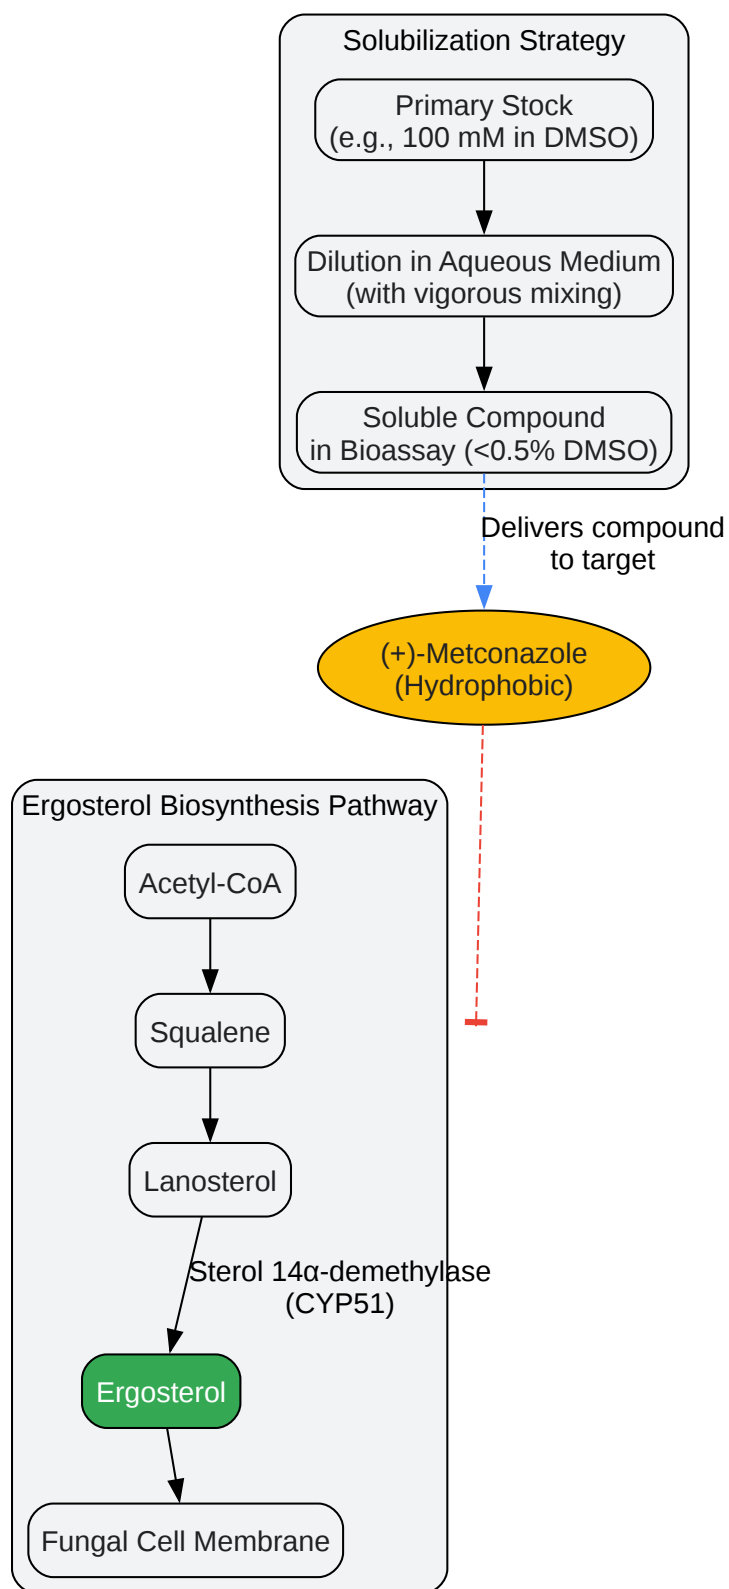 Solubilization Strategy
Primary Stock
(e.g., 100 mM in DMSO)
Dilution in Aqueous Medium
(with vigorous mixing)
Soluble Compound
in Bioassay (<0.5% DMSO)
Delivers compound
to target
(+)-Metconazole
(Hydrophobic)
Ergosterol Biosynthesis Pathway
Acetyl-CoA
Squalene
Lanosterol
Sterol 14α-demethylase
(CYP51)
Ergosterol
Fungal Cell Membrane